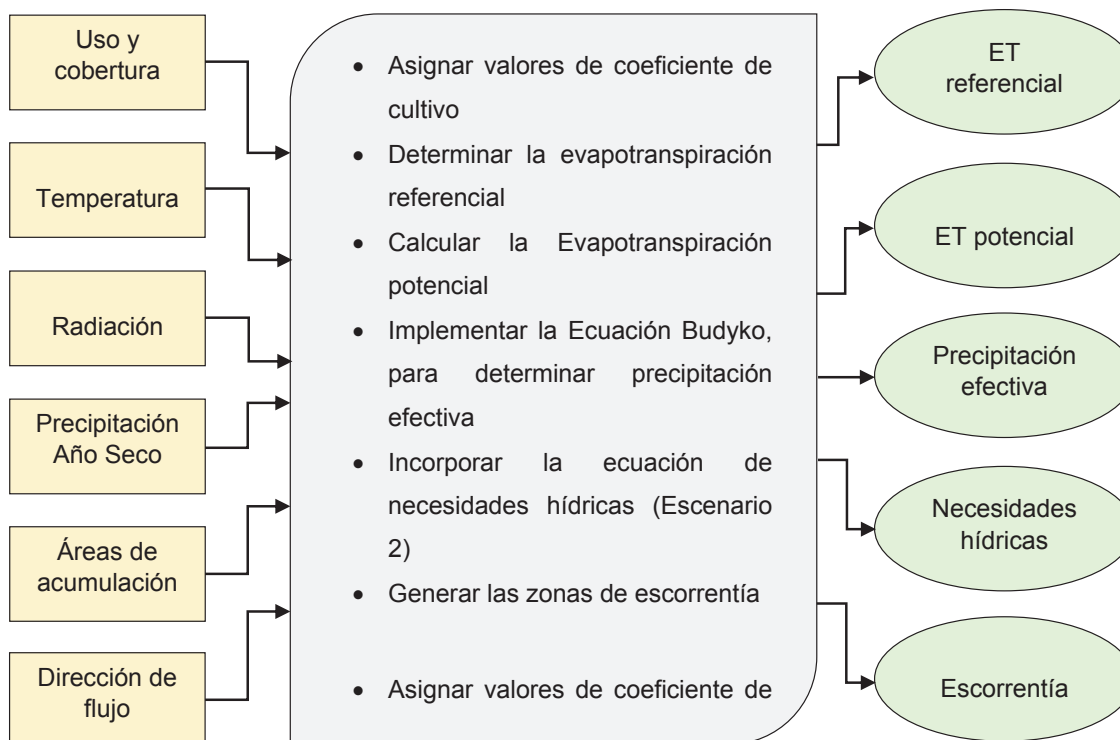 Uso y
cobertura
Temperatura
Radiación
Precipitación
Año Seco
Áreas de
acumulación
Dirección de
flujo
• Asignar valores de coeficiente de
cultivo
• Determinar la evapotranspiración
referencial
• Calcular la Evapotranspiración
potencial
• Implementar la Ecuación Budyko,
para determinar precipitación
efectiva
• Incorporar la ecuación de
necesidades hídricas (Escenario
2)
• Generar las zonas de escorrentía
• Asignar valores de coeficiente de
ET
referencial
ET potencial
Precipitación
efectiva
Necesidades
hídricas
Escorrentía